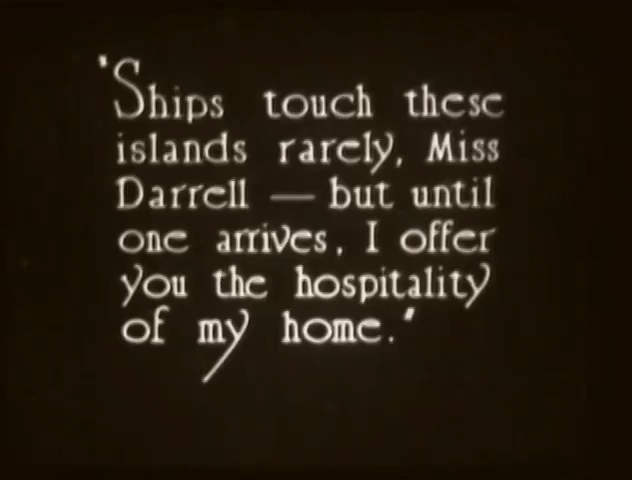 "Ships touch these
islands rarely, Miss
Darrell — but until
one arrives, I offer
you the hospitality
of my home."